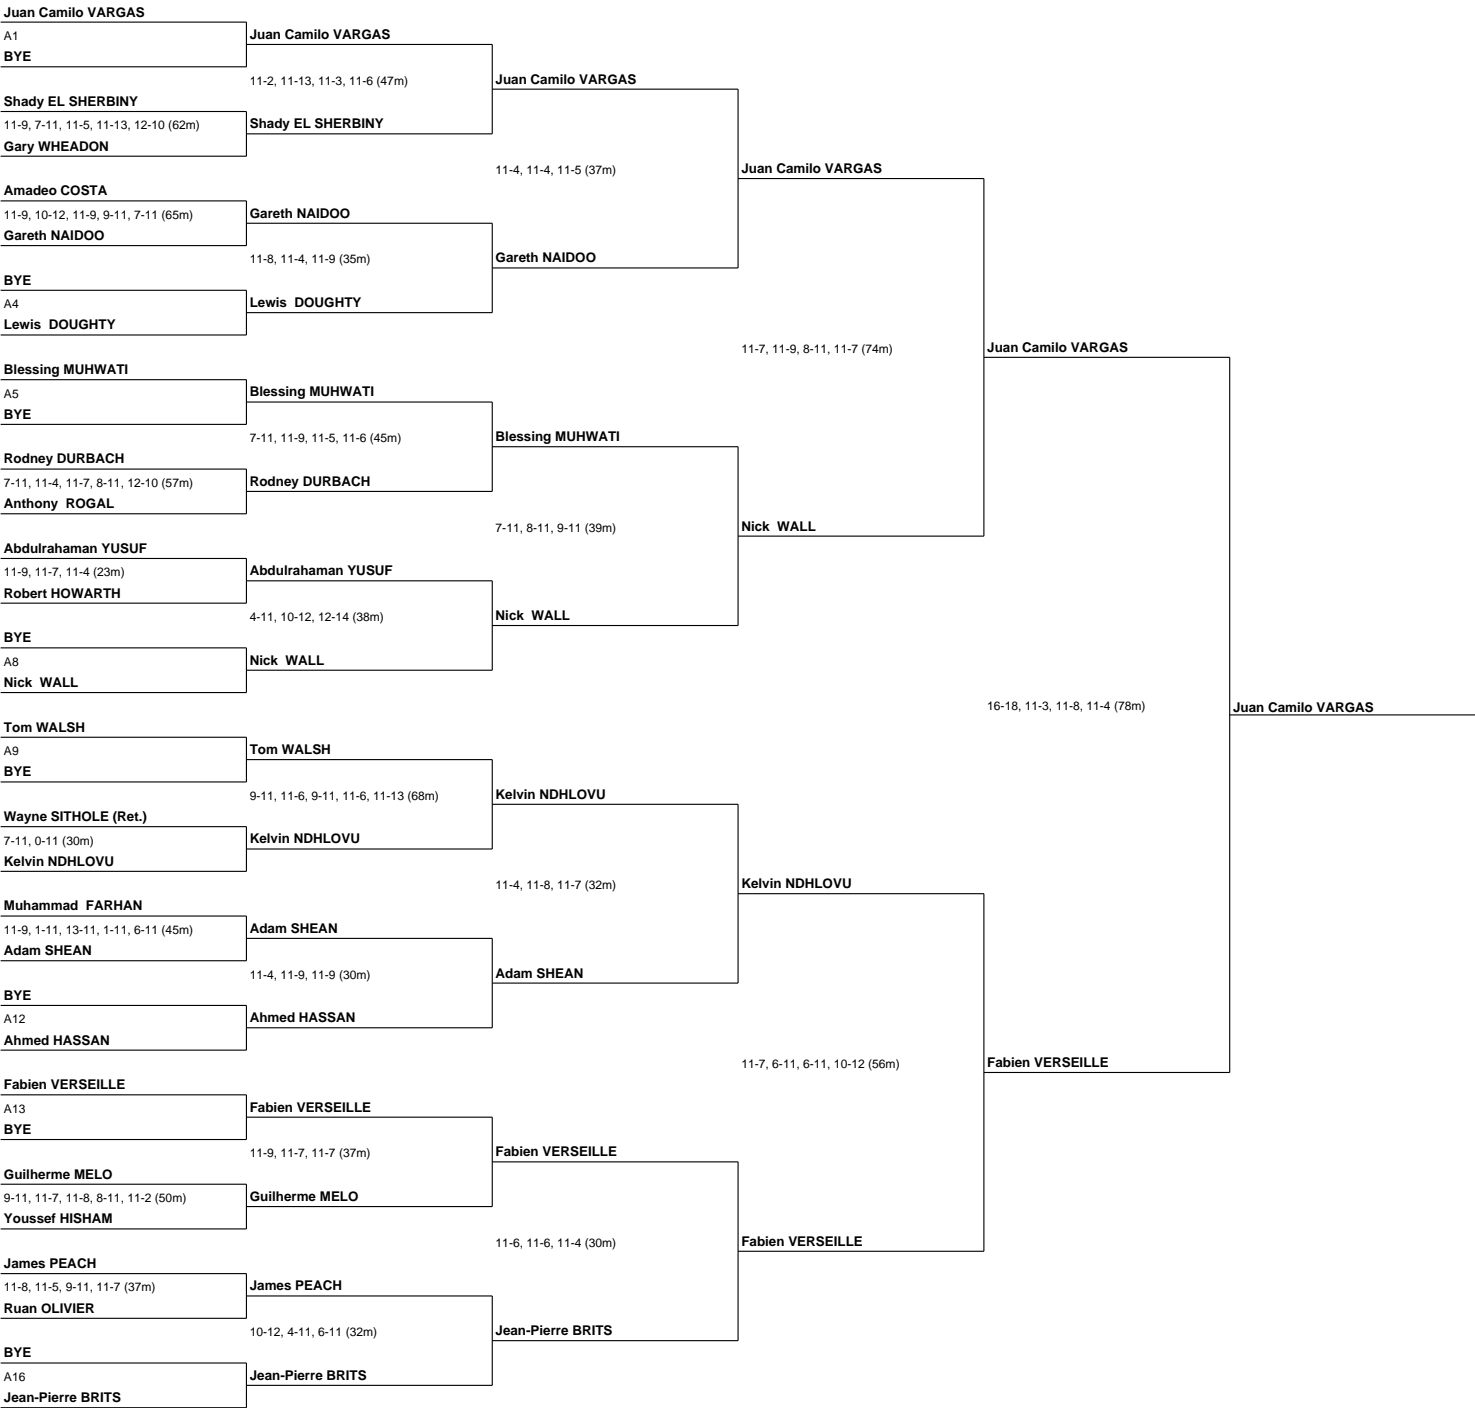 Juan Camilo VARGAS
A1
BYE
Shady EL SHERBINY
11-9, 7-11, 11-5, 11-13, 12-10 (62m)
Gary WHEADON
Amadeo COSTA
11-9, 10-12, 11-9, 9-11, 7-11 (65m)
Gareth NAIDOO
BYE
A4
Lewis DOUGHTY
Blessing MUHWATI
A5
BYE
Rodney DURBACH
7-11, 11-4, 11-7, 8-11, 12-10 (57m)
Anthony ROGAL
Abdulrahaman YUSUF
11-9, 11-7, 11-4 (23m)
Robert HOWARTH
BYE
A8
Nick WALL
Tom WALSH
A9
BYE
Wayne SITHOLE (Ret.)
7-11, 0-11 (30m)
Kelvin NDHLOVU
Muhammad FARHAN
11-9, 1-11, 13-11, 1-11, 6-11 (45m)
Adam SHEAN
BYE
A12
Ahmed HASSAN
Fabien VERSEILLE
A13
BYE
Guilherme MELO
9-11, 11-7, 11-8, 8-11, 11-2 (50m)
Youssef HISHAM
James PEACH
11-8, 11-5, 9-11, 11-7 (37m)
Ruan OLIVIER
BYE
A16
Jean-Pierre BRITS
Juan Camilo VARGAS
11-2, 11-13, 11-3, 11-6 (47m)
Shady EL SHERBINY
Gareth NAIDOO
11-8, 11-4, 11-9 (35m)
Lewis DOUGHTY
Blessing MUHWATI
7-11, 11-9, 11-5, 11-6 (45m)
Rodney DURBACH
Abdulrahaman YUSUF
4-11, 10-12, 12-14 (38m)
Nick WALL
Tom WALSH
9-11, 11-6, 9-11, 11-6, 11-13 (68m)
Kelvin NDHLOVU
Adam SHEAN
11-4, 11-9, 11-9 (30m)
Ahmed HASSAN
Fabien VERSEILLE
11-9, 11-7, 11-7 (37m)
Guilherme MELO
James PEACH
10-12, 4-11, 6-11 (32m)
Jean-Pierre BRITS
Juan Camilo VARGAS
11-4, 11-4, 11-5 (37m)
Gareth NAIDOO
Blessing MUHWATI
7-11, 8-11, 9-11 (39m)
Nick WALL
Kelvin NDHLOVU
11-4, 11-8, 11-7 (32m)
Adam SHEAN
Fabien VERSEILLE
11-6, 11-6, 11-4 (30m)
Jean-Pierre BRITS
Juan Camilo VARGAS
11-7, 11-9, 8-11, 11-7 (74m)
Nick WALL
Kelvin NDHLOVU
11-7, 6-11, 6-11, 10-12 (56m)
Fabien VERSEILLE
Juan Camilo VARGAS
16-18, 11-3, 11-8, 11-4 (78m)
Fabien VERSEILLE
Juan Camilo VARGAS